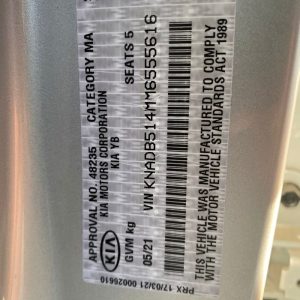 APPROVAL NO. 48235 CATEGORY MA
KIA MOTORS CORPORATION
KIA YB SEATS 5
KIA
GVM kg
05/21 VIN KNADB514MM6555616
THIS VEHICLE WAS MANUFACTURED TO COMPLY
WITH THE MOTOR VEHICLE STANDARDS ACT 1989
PRX 17/03/21 00026610